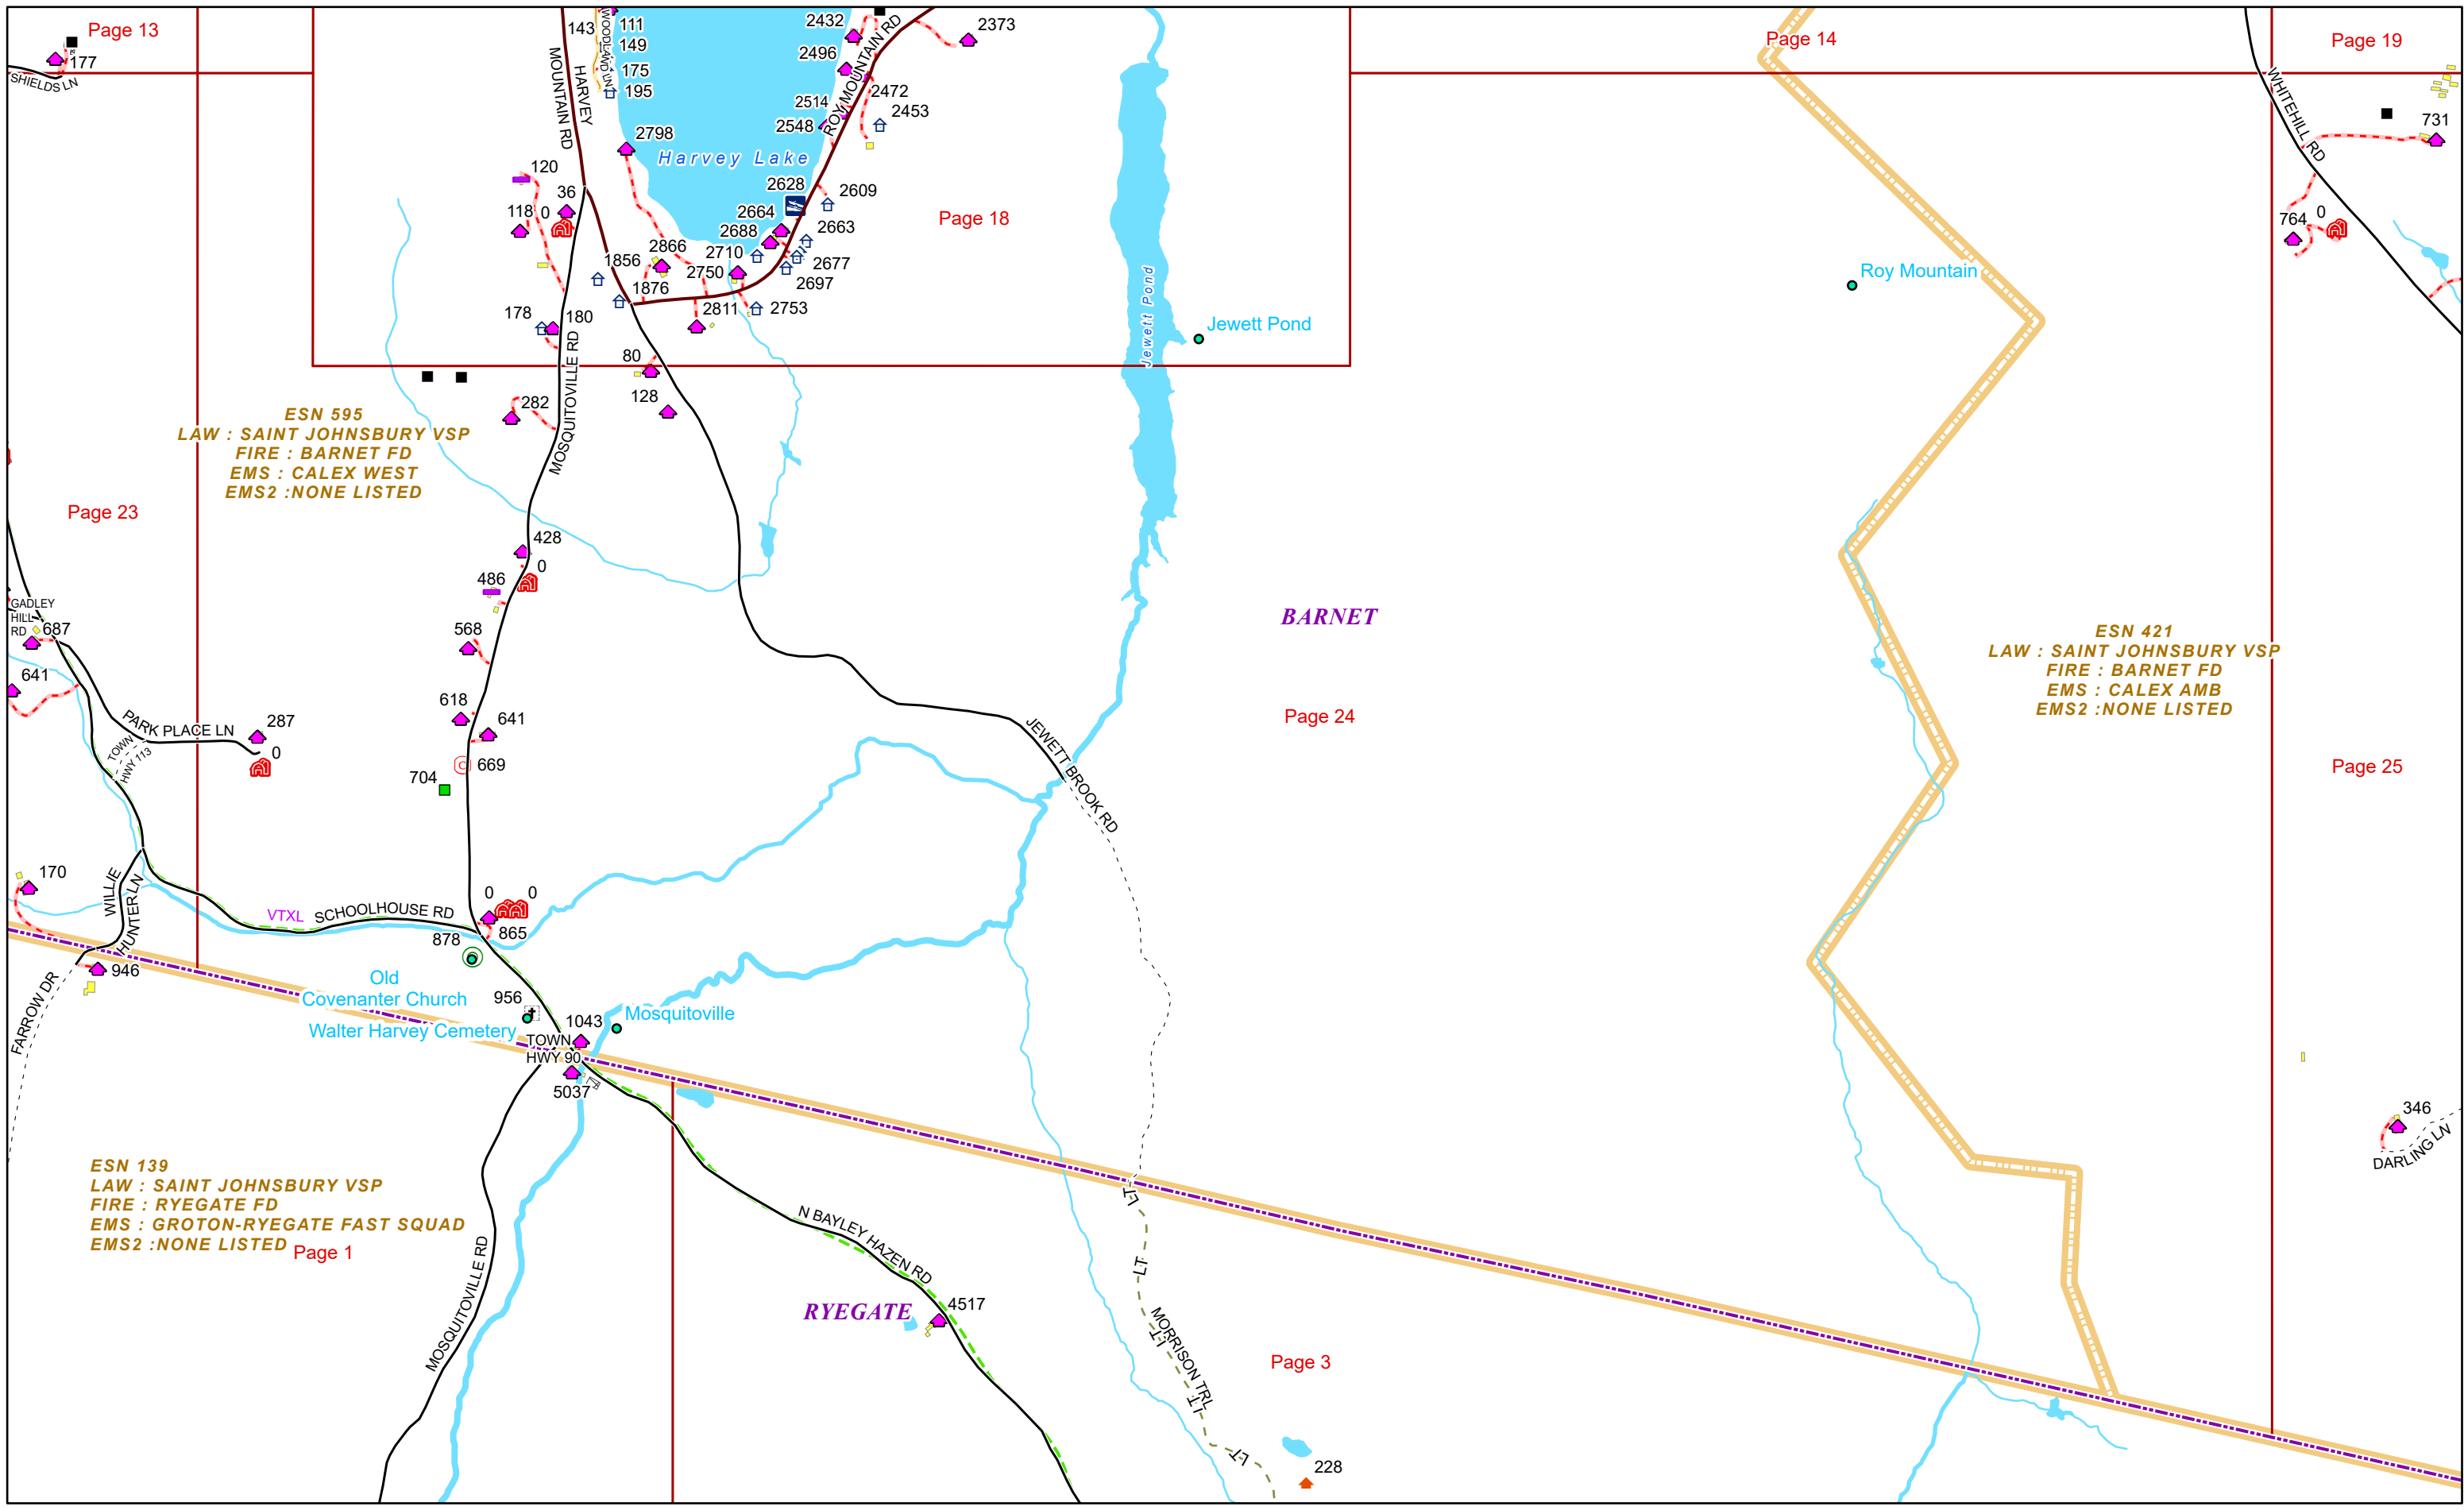 Page 13
177
SHIELDS LN
143
111
149
175
195
WOODLAND LN
HARVEY
MOUNTAIN RD
2432
2496
2373
2472
2453
2514
2548
ROY MOUNTAIN RD
2798
Harvey Lake
Page 14
Page 19
WHITEHILL RD
731
764
0
120
36
118
0
2628
2609
2664
2688
2663
2710
2677
2697
2750
2753
2866
1856
1876
2811
Page 18
Jewett Pond
Jewett Pond
Roy Mountain
178
180
80
128
282
MOSQUITOVILLE RD
ESN 595
LAW : SAINT JOHNSBURY VSP
FIRE : BARNET FD
EMS : CALEX WEST
EMS2 :NONE LISTED
Page 23
428
0
486
568
618
641
669
704
GADLEY
HILL
RD
687
641
PARK PLACE LN
287
0
TOWN
HWY 113
BARNET
Page 24
JEWETT BROOK RD
ESN 421
LAW : SAINT JOHNSBURY VSP
FIRE : BARNET FD
EMS : CALEX AMB
EMS2 :NONE LISTED
Page 25
170
WILLIE
HUNTER LN
VTXL
SCHOOLHOUSE RD
0
0
865
878
946
FARROW DR
Old
Covenanter Church
956
Walter Harvey Cemetery
Mosquitoville
1043
TOWN
HWY 90
5037
346
DARLING LN
ESN 139
LAW : SAINT JOHNSBURY VSP
FIRE : RYEGATE FD
EMS : GROTON-RYEGATE FAST SQUAD
EMS2 :NONE LISTED
Page 1
MOSQUITOVILLE RD
N BAYLEY HAZEN RD
RYEGATE
4517
LT
LT
MORRISON TRL
LT
LT
LT
Page 3
228